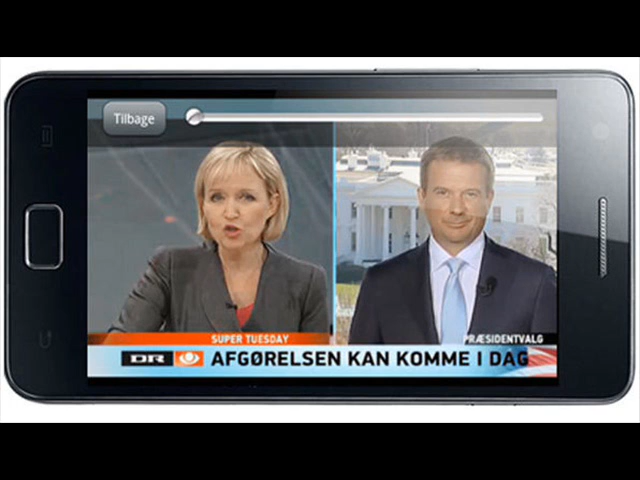 Tilbage
SUPER TUESDAY
PRÆSIDENTVALG
DR
AFGØRELSEN KAN KOMME I DAG